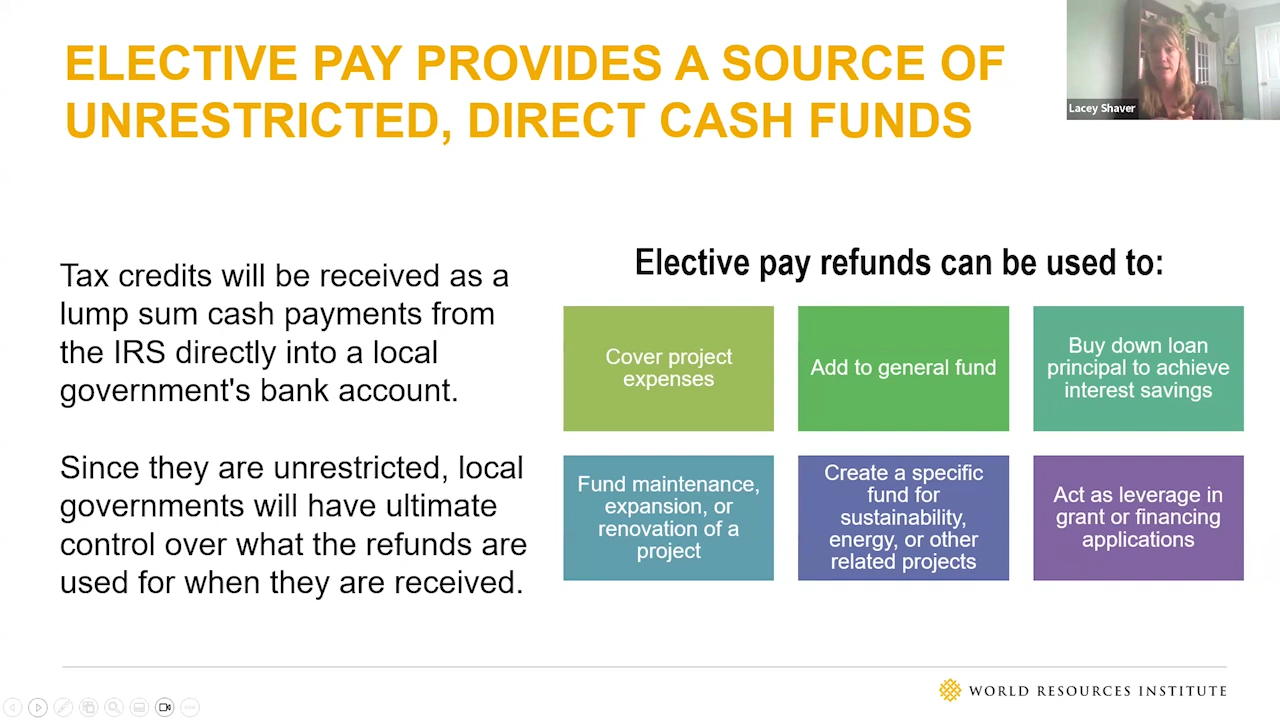 ELECTIVE PAY PROVIDES A SOURCE OF
UNRESTRICTED, DIRECT CASH FUNDS
Lacey Shaver
Tax credits will be received as a
lump sum cash payments from
the IRS directly into a local
government's bank account.
Since they are unrestricted, local
governments will have ultimate
control over what the refunds are
used for when they are received.
Elective pay refunds can be used to:
Cover project
expenses
Add to general fund
Buy down loan
principal to achieve
interest savings
Fund maintenance,
expansion, or
renovation of a
project
Create a specific
fund for
sustainability,
energy, or other
related projects
Act as leverage in
grant or financing
applications
WORLD RESOURCES INSTITUTE